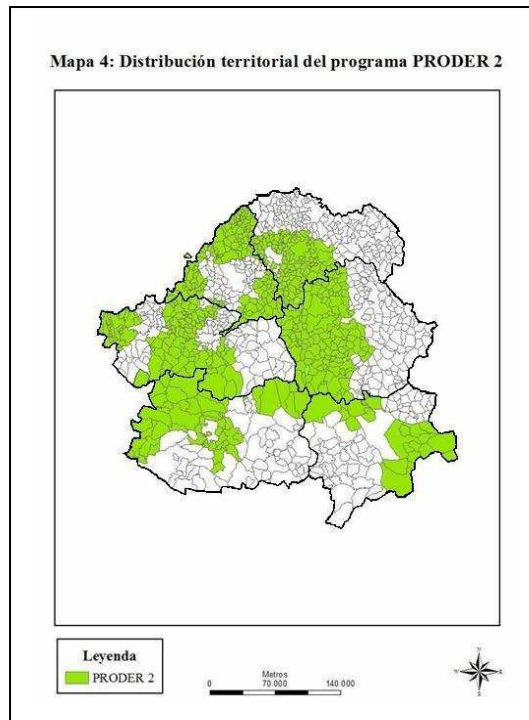 Mapa 4: Distribución territorial del programa PRODER 2
Leyenda
PRODER 2
Metros
0 70.000 140.000